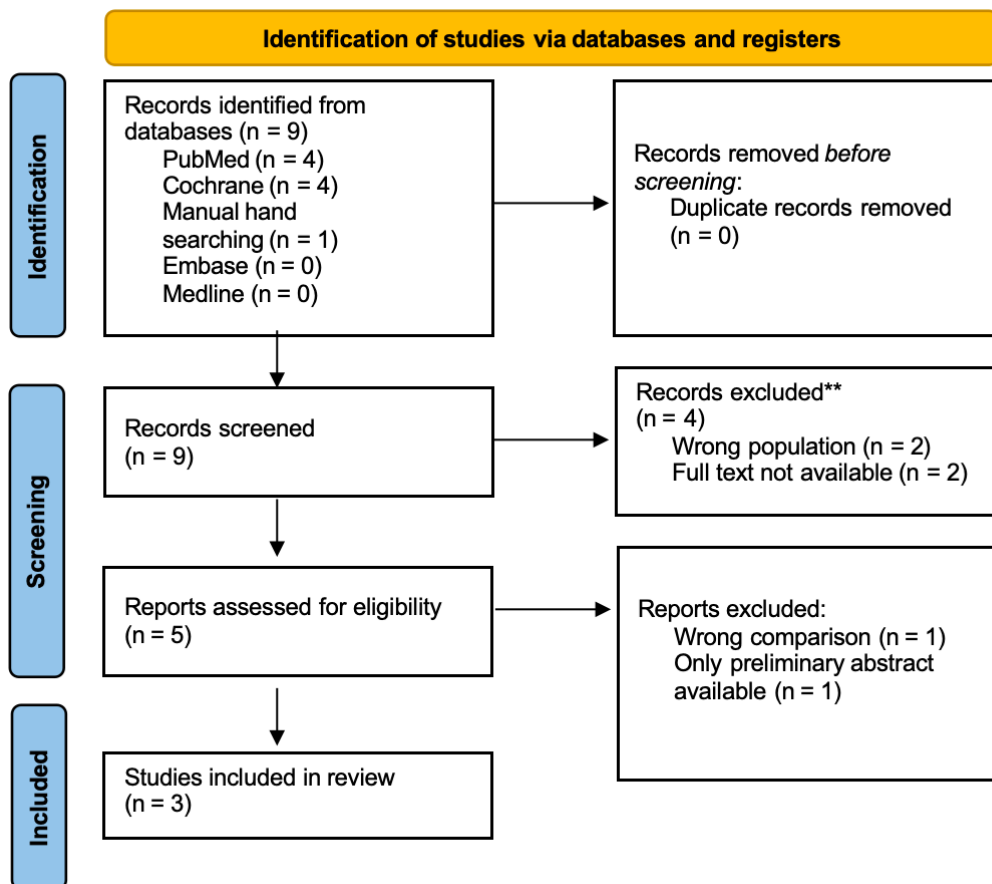 Identification of studies via databases and registers
Identification
Records identified from
databases (n = 9)
PubMed (n = 4)
Cochrane (n = 4)
Manual hand
searching (n = 1)
Embase (n = 0)
Medline (n = 0)
Records removed before
screening:
Duplicate records removed
(n = 0)
Screening
Records screened
(n = 9)
Records excluded**
(n = 4)
Wrong population (n = 2)
Full text not available (n = 2)
Reports assessed for eligibility
(n = 5)
Reports excluded:
Wrong comparison (n = 1)
Only preliminary abstract
available (n = 1)
Included
Studies included in review
(n = 3)